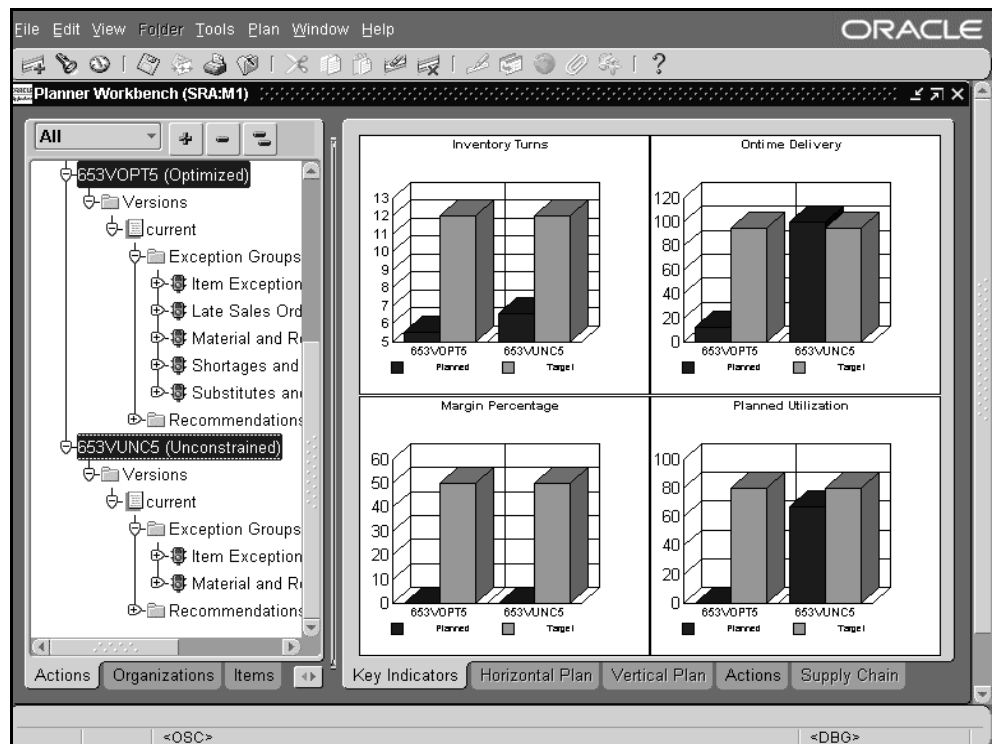 File Edit View Folder Tools Plan Window Help
ORACLE
Planner Workbench (SRA:M1)
All
653VOPT5 (Optimized)
Versions
current
Exception Groups
Item Exception
Late Sales Ord
Material and Re
Shortages and
Substitutes and
Recommendations
653VUNC5 (Unconstrained)
Versions
current
Exception Groups
Item Exception
Material and Re
Recommendations
Actions Organizations Items
Inventory Turns
13
12
11
10
9
8
7
6
5
653VOPT5 653VUNC5
Planned Target
Ontime Delivery
120
100
80
60
40
20
0
653VOPT5 653VUNC5
Planned Target
Margin Percentage
60
50
40
30
20
10
0
653VOPT5 653VUNC5
Planned Target
Planned Utilization
100
80
60
40
20
0
653VOPT5 653VUNC5
Planned Target
Key Indicators Horizontal Plan Vertical Plan Actions Supply Chain
<OSC> <DBG>